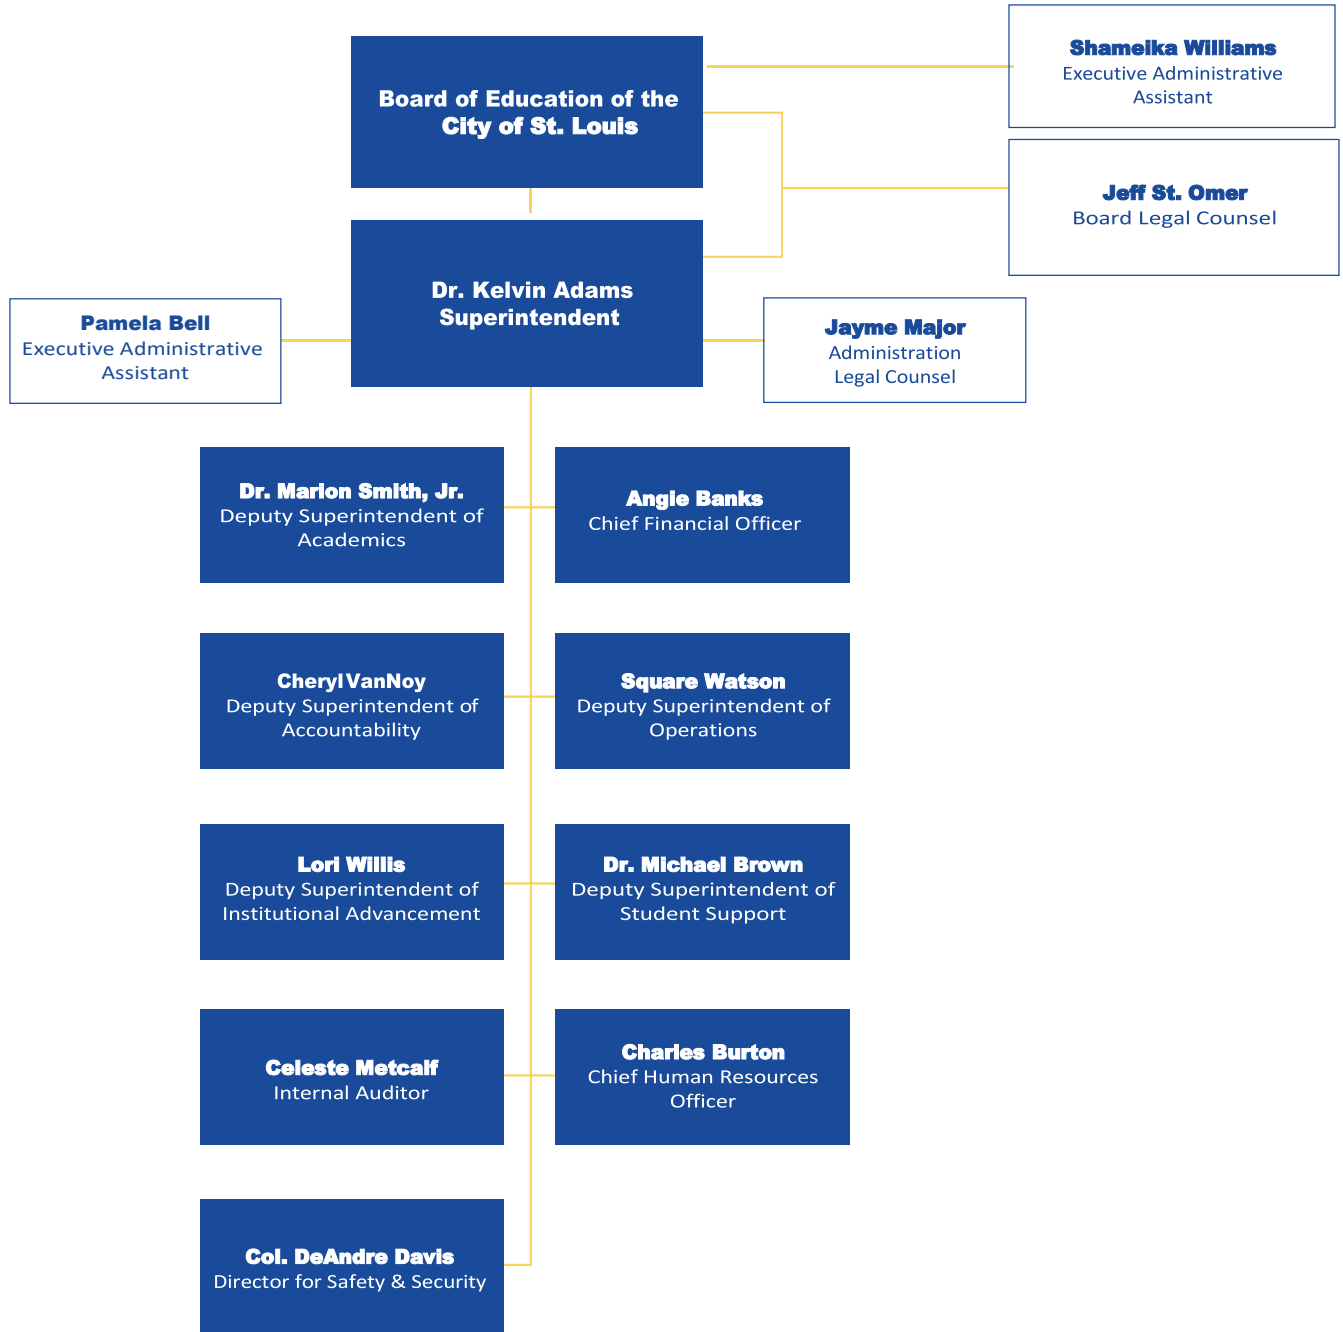 Shameika Williams
Executive Administrative
Assistant
Board of Education of the
City of St. Louis
Jeff St. Omer
Board Legal Counsel
Dr. Kelvin Adams
Superintendent
Pamela Bell
Executive Administrative
Assistant
Jayme Major
Administration
Legal Counsel
Dr. Marion Smith, Jr.
Deputy Superintendent of
Academics
Angie Banks
Chief Financial Officer
Cheryl VanNoy
Deputy Superintendent of
Accountability
Square Watson
Deputy Superintendent of
Operations
Lori Willis
Deputy Superintendent of
Institutional Advancement
Dr. Michael Brown
Deputy Superintendent of
Student Support
Celeste Metcalf
Internal Auditor
Charles Burton
Chief Human Resources
Officer
Col. DeAndre Davis
Director for Safety & Security